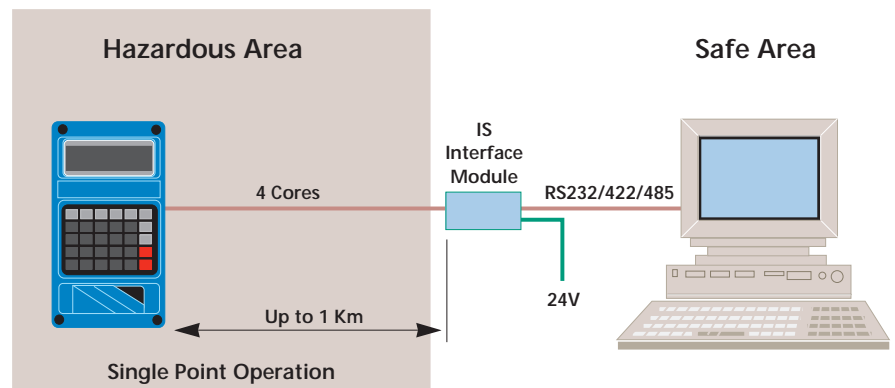 Hazardous Area
Safe Area
IS
Interface
Module
4 Cores
RS232/422/485
24V
Up to 1 Km
Single Point Operation